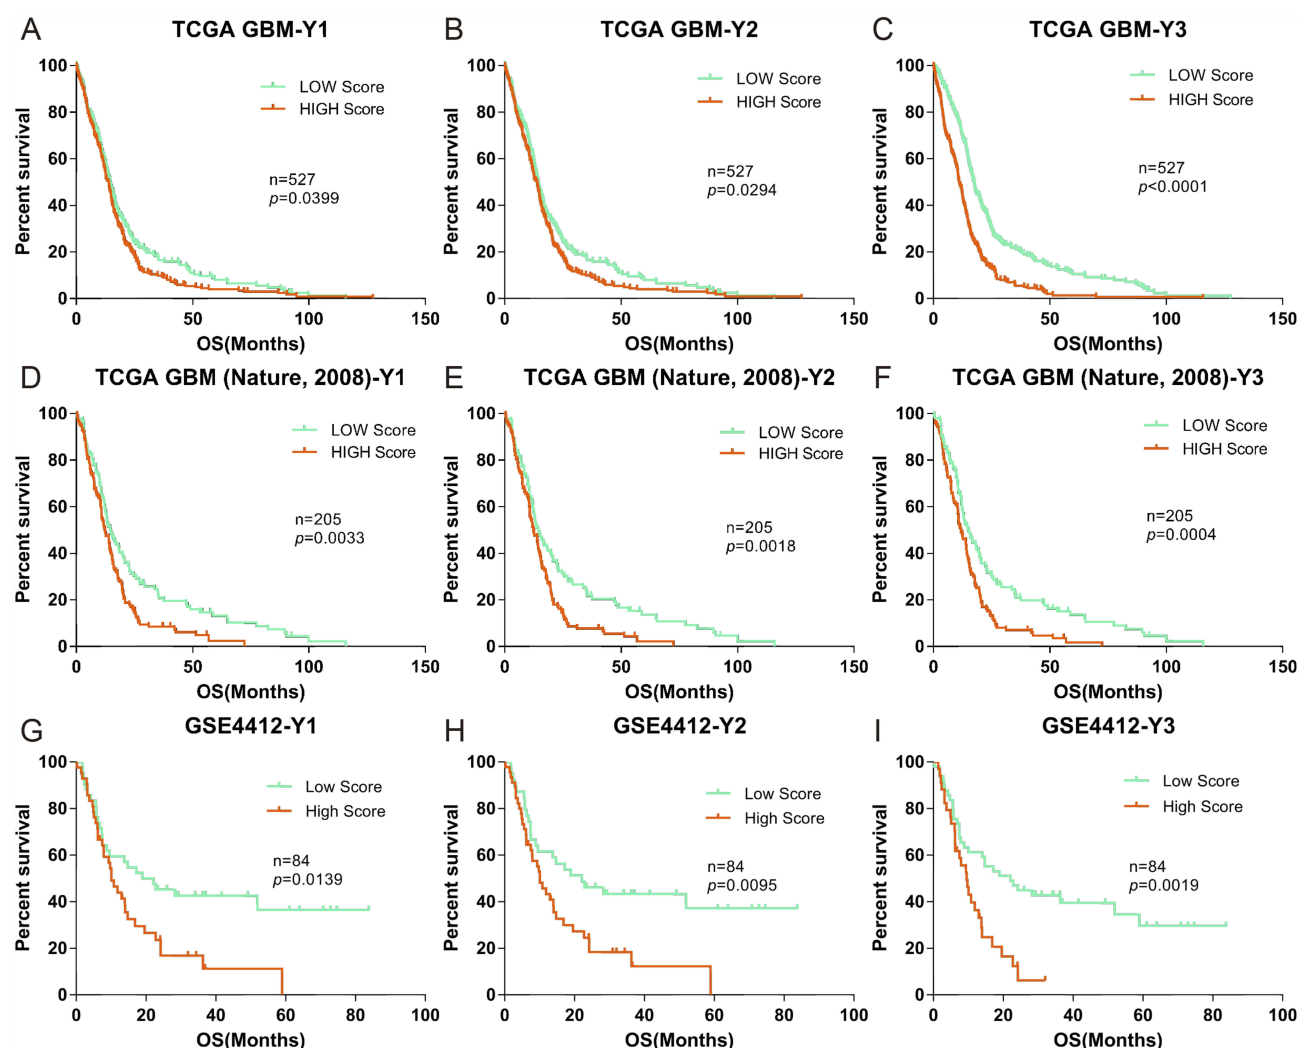 A
TCGA GBM-Y1
Percent survival
100
80
60
40
20
0
LOW Score
HIGH Score
n=527
p=0.0399
0 50 100 150
OS(Months)
B
TCGA GBM-Y2
Percent survival
100
80
60
40
20
0
LOW Score
HIGH Score
n=527
p=0.0294
0 50 100 150
OS(Months)
C
TCGA GBM-Y3
Percent survival
100
80
60
40
20
0
LOW Score
HIGH Score
n=527
p<0.0001
0 50 100 150
OS(Months)
D
TCGA GBM (Nature, 2008)-Y1
Percent survival
100
80
60
40
20
0
LOW Score
HIGH Score
n=205
p=0.0033
0 50 100 150
OS(Months)
E
TCGA GBM (Nature, 2008)-Y2
Percent survival
100
80
60
40
20
0
LOW Score
HIGH Score
n=205
p=0.0018
0 50 100 150
OS(Months)
F
TCGA GBM (Nature, 2008)-Y3
Percent survival
100
80
60
40
20
0
LOW Score
HIGH Score
n=205
p=0.0004
0 50 100 150
OS(Months)
G
GSE4412-Y1
Percent survival
100
80
60
40
20
0
Low Score
High Score
n=84
p=0.0139
0 20 40 60 80 100
OS(Months)
H
GSE4412-Y2
Percent survival
100
80
60
40
20
0
Low Score
High Score
n=84
p=0.0095
0 20 40 60 80 100
OS(Months)
I
GSE4412-Y3
Percent survival
100
80
60
40
20
0
Low Score
High Score
n=84
p=0.0019
0 20 40 60 80 100
OS(Months)